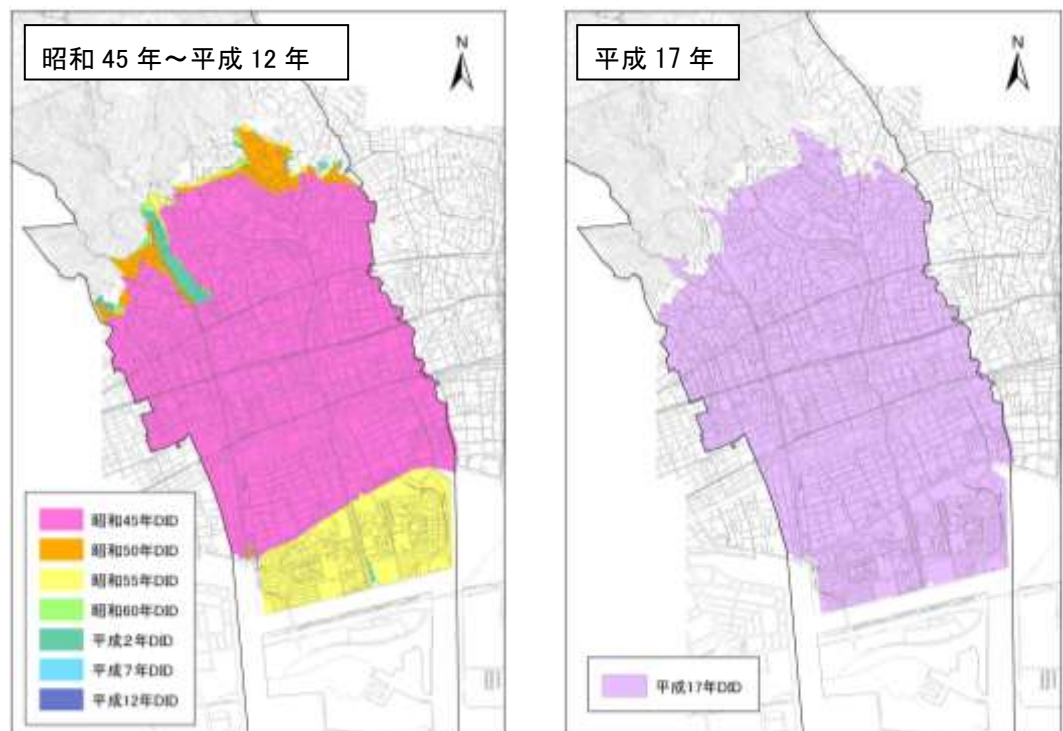 昭和 45 年～平成 12 年
N
昭和45年DID
昭和50年DID
昭和55年DID
昭和60年DID
平成2年DID
平成7年DID
平成12年DID
平成 17 年
N
平成17年DID